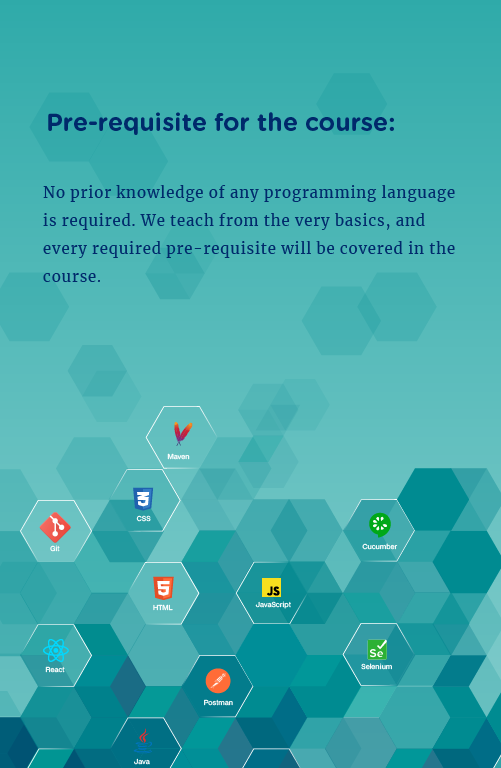 Pre-requisite for the course:
No prior knowledge of any programming language
is required. We teach from the very basics, and
every required pre-requisite will be covered in the
course.
Maven
CSS
Git
Cucumber
HTML
JS
JavaScript
React
Se
Selenium
Postman
Java